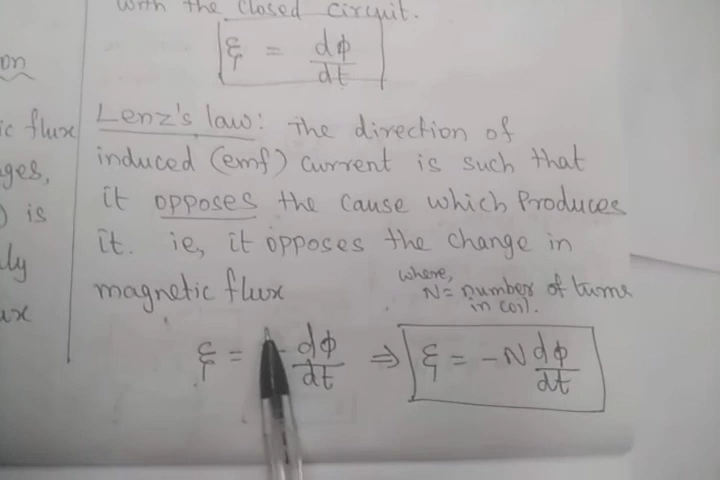 with the closed circuit.
ξ = dφ/dt
on
ic flux
ges,
) is
ly
ux
Lenz's law: The direction of
induced (emf) current is such that
it opposes the cause which Produces
it. ie, it opposes the change in
magnetic flux
where,
N = number of turns
in coil.
ξ = - dφ/dt ⇒ ξ = -N dφ/dt